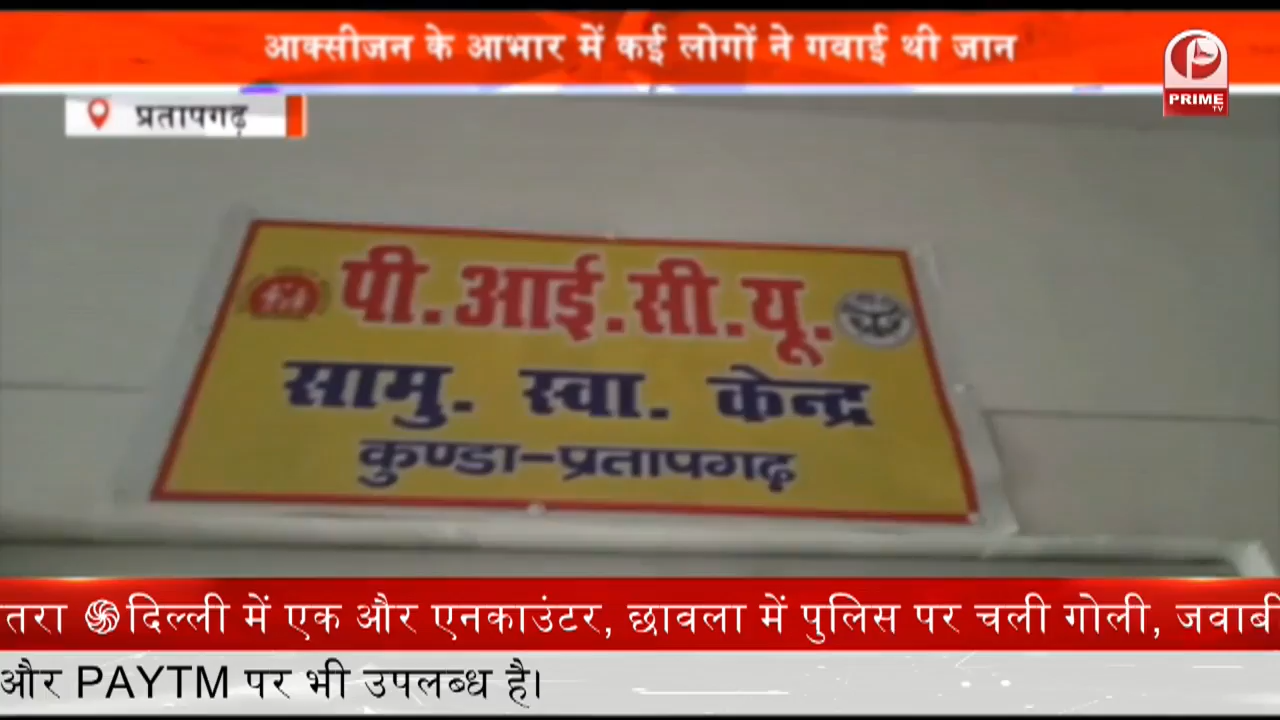 आक्सीजन के आभार में कई लोगों ने गवाई थी जान
PRIME
TV
प्रतापगढ़
पी.आई.सी.यू.
सामु. स्वा. केन्द्र
कुण्डा-प्रतापगढ़
तरा दिल्ली में एक और एनकाउंटर, छावला में पुलिस पर चली गोली, जवाबी
और PAYTM पर भी उपलब्ध है।